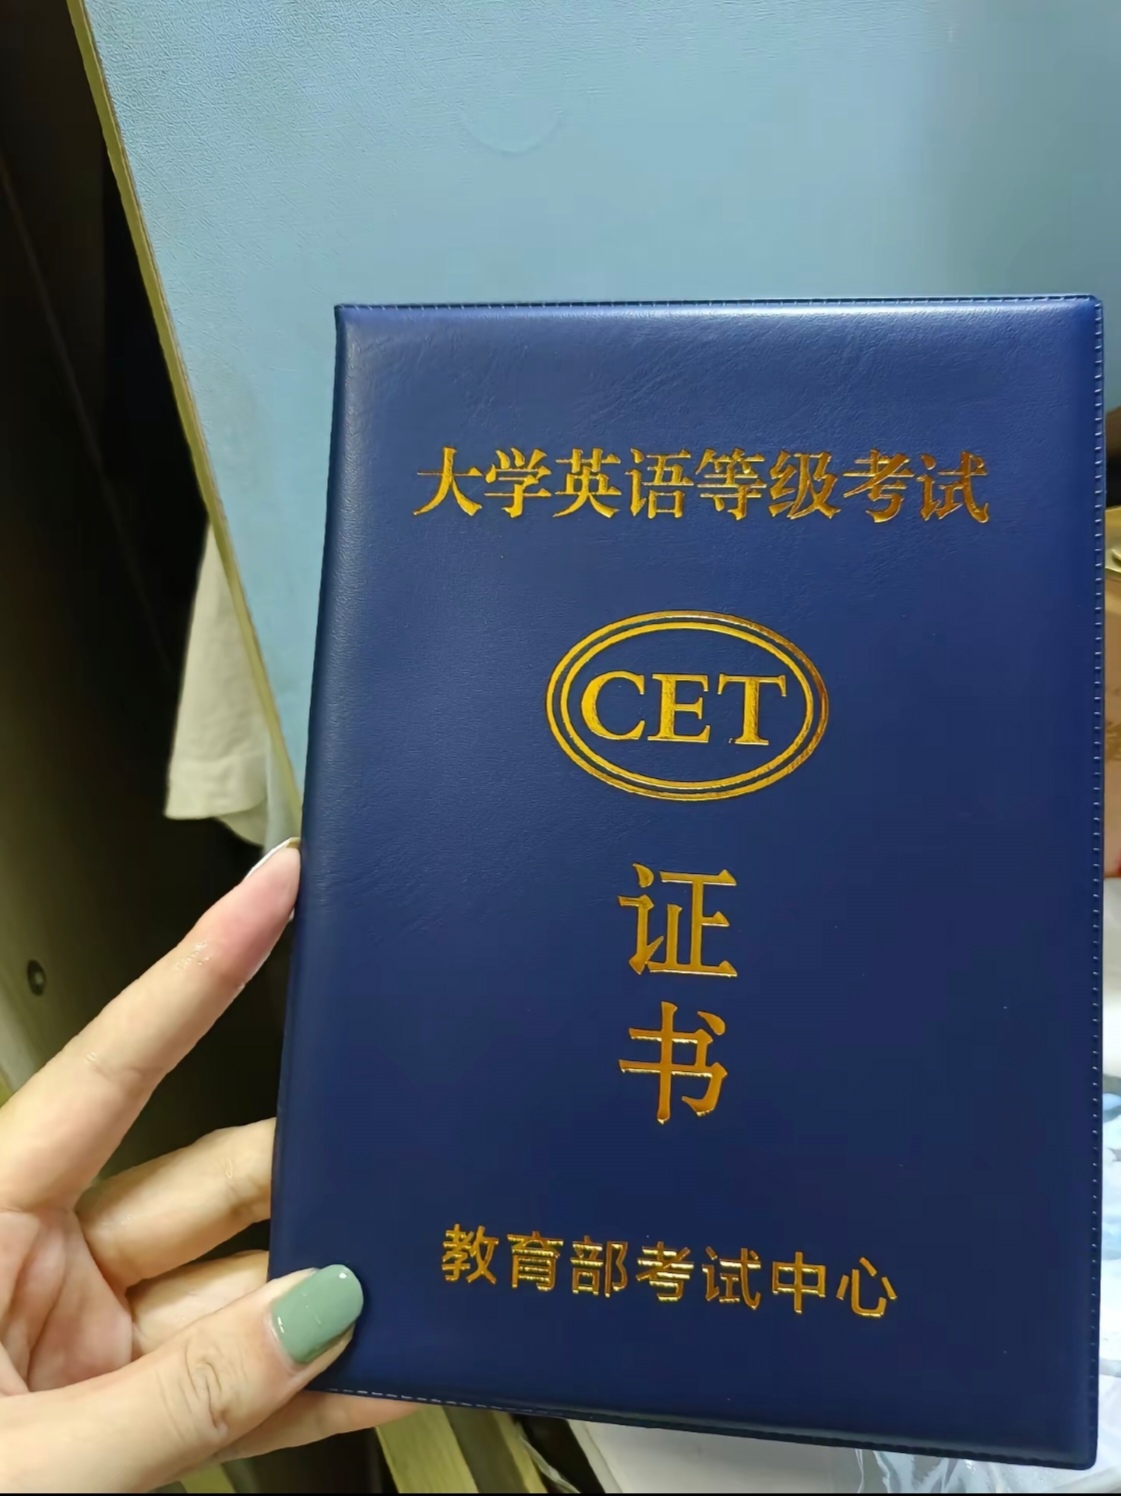 大学英语等级考试
CET
证
书
教育部考试中心